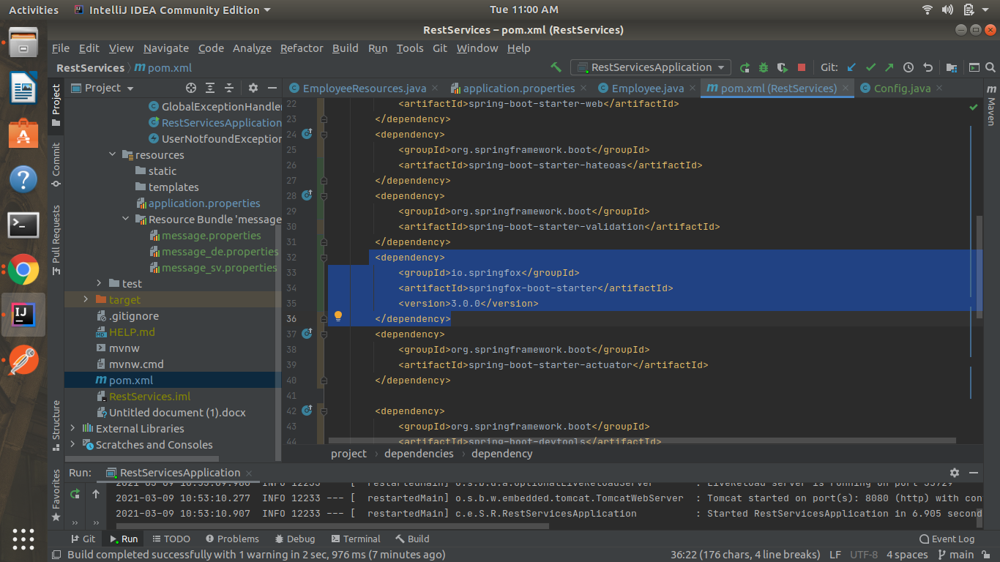 Activities IntelliJ IDEA Community Edition Tue 11:00 AM
RestServices – pom.xml (RestServices)
File Edit View Navigate Code Analyze Refactor Build Run Tools Git Window Help
RestServices pom.xml RestServicesApplication Git:
Project EmployeeResources.java application.properties Employee.java pom.xml (RestServices) Config.java
Project
Commit
Pull Requests
Structure
Favorites
Maven
GlobalExceptionHandler
RestServicesApplication
UserNotfoundException
resources
static
templates
application.properties
Resource Bundle 'message
message.properties
message_de.properties
message_sv.properties
test
target
.gitignore
HELP.md
mvnw
mvnw.cmd
pom.xml
RestServices.iml
Untitled document (1).docx
External Libraries
Scratches and Consoles
22 <artifactId>spring-boot-starter-web</artifactId>
23 </dependency>
24 <dependency>
25 <groupId>org.springframework.boot</groupId>
26 <artifactId>spring-boot-starter-hateoas</artifactId>
27 </dependency>
28 <dependency>
29 <groupId>org.springframework.boot</groupId>
30 <artifactId>spring-boot-starter-validation</artifactId>
31 </dependency>
32 <dependency>
33 <groupId>io.springfox</groupId>
34 <artifactId>springfox-boot-starter</artifactId>
35 <version>3.0.0</version>
36 </dependency>
37 <dependency>
38 <groupId>org.springframework.boot</groupId>
39 <artifactId>spring-boot-starter-actuator</artifactId>
40 </dependency>
41
42 <dependency>
43 <groupId>org.springframework.boot</groupId>
44 <artifactId>spring-boot-devtools</artifactId>
project dependencies dependency
Run: RestServicesApplication
2021-03-09 10:53:09.986 INFO 12233 --- [ restartedMain] o.s.b.d.a.OptionalLiveReloadServer : LiveReload server is running on port 35729
2021-03-09 10:53:10.277 INFO 12233 --- [ restartedMain] o.s.b.w.embedded.tomcat.TomcatWebServer : Tomcat started on port(s): 8080 (http) with con
2021-03-09 10:53:10.907 INFO 12233 --- [ restartedMain] c.e.S.R.RestServicesApplication : Started RestServicesApplication in 6.905 second
Git Run TODO Problems Debug Terminal Build Event Log
Build completed successfully with 1 warning in 2 sec, 976 ms (7 minutes ago) 36:22 (176 chars, 4 line breaks) LF UTF-8 4 spaces main